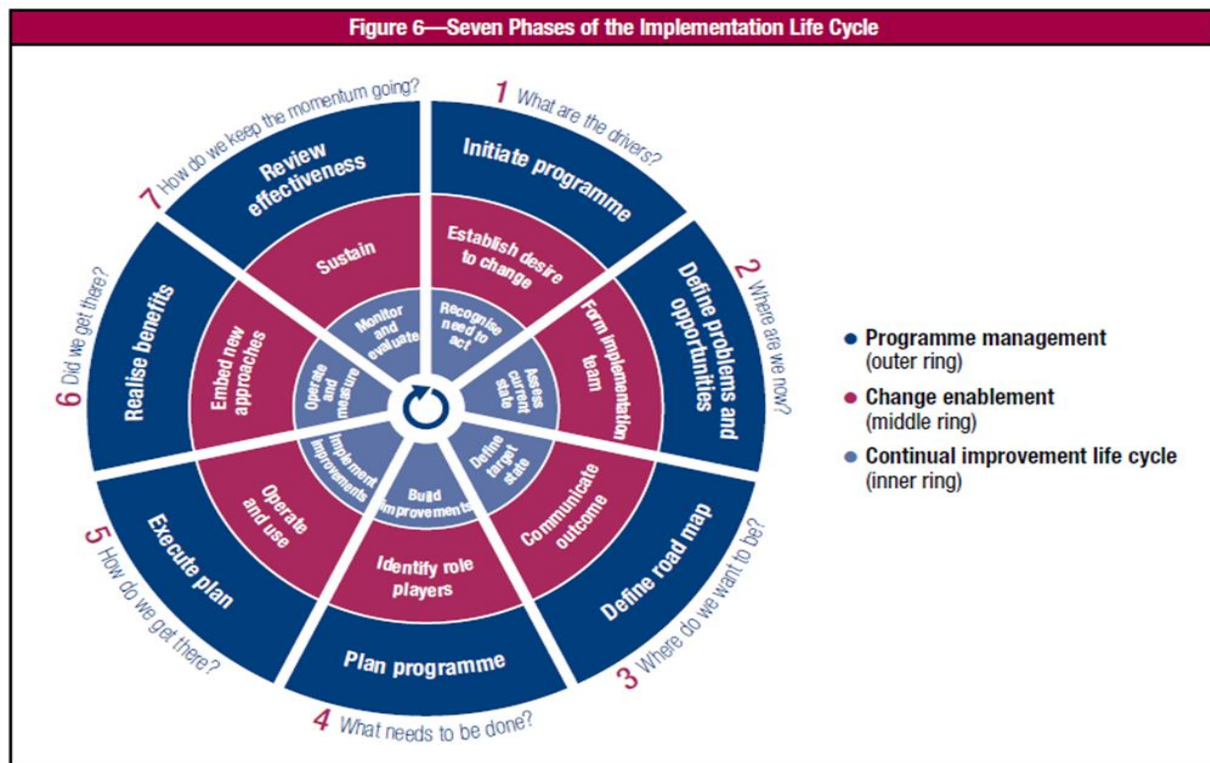 Figure 6—Seven Phases of the Implementation Life Cycle
1 What are the drivers?
Initiate programme
Establish desire
to change
Recognise
need to
act
2 Where are we now?
Define problems and
opportunities
Form implementation
team
Assess
current
state
3 Where do we want to be?
Define road map
Communicate
outcome
Define
target
state
4 What needs to be done?
Plan programme
Identify role
players
Build
improvements
5 How do we get there?
Execute plan
Operate
and use
Implement
improvements
6 Did we get there?
Realise benefits
Embed new
approaches
Operate
and
measure
7 How do we keep the momentum going?
Review
effectiveness
Sustain
Monitor
and
evaluate
Programme management
(outer ring)
Change enablement
(middle ring)
Continual improvement life cycle
(inner ring)